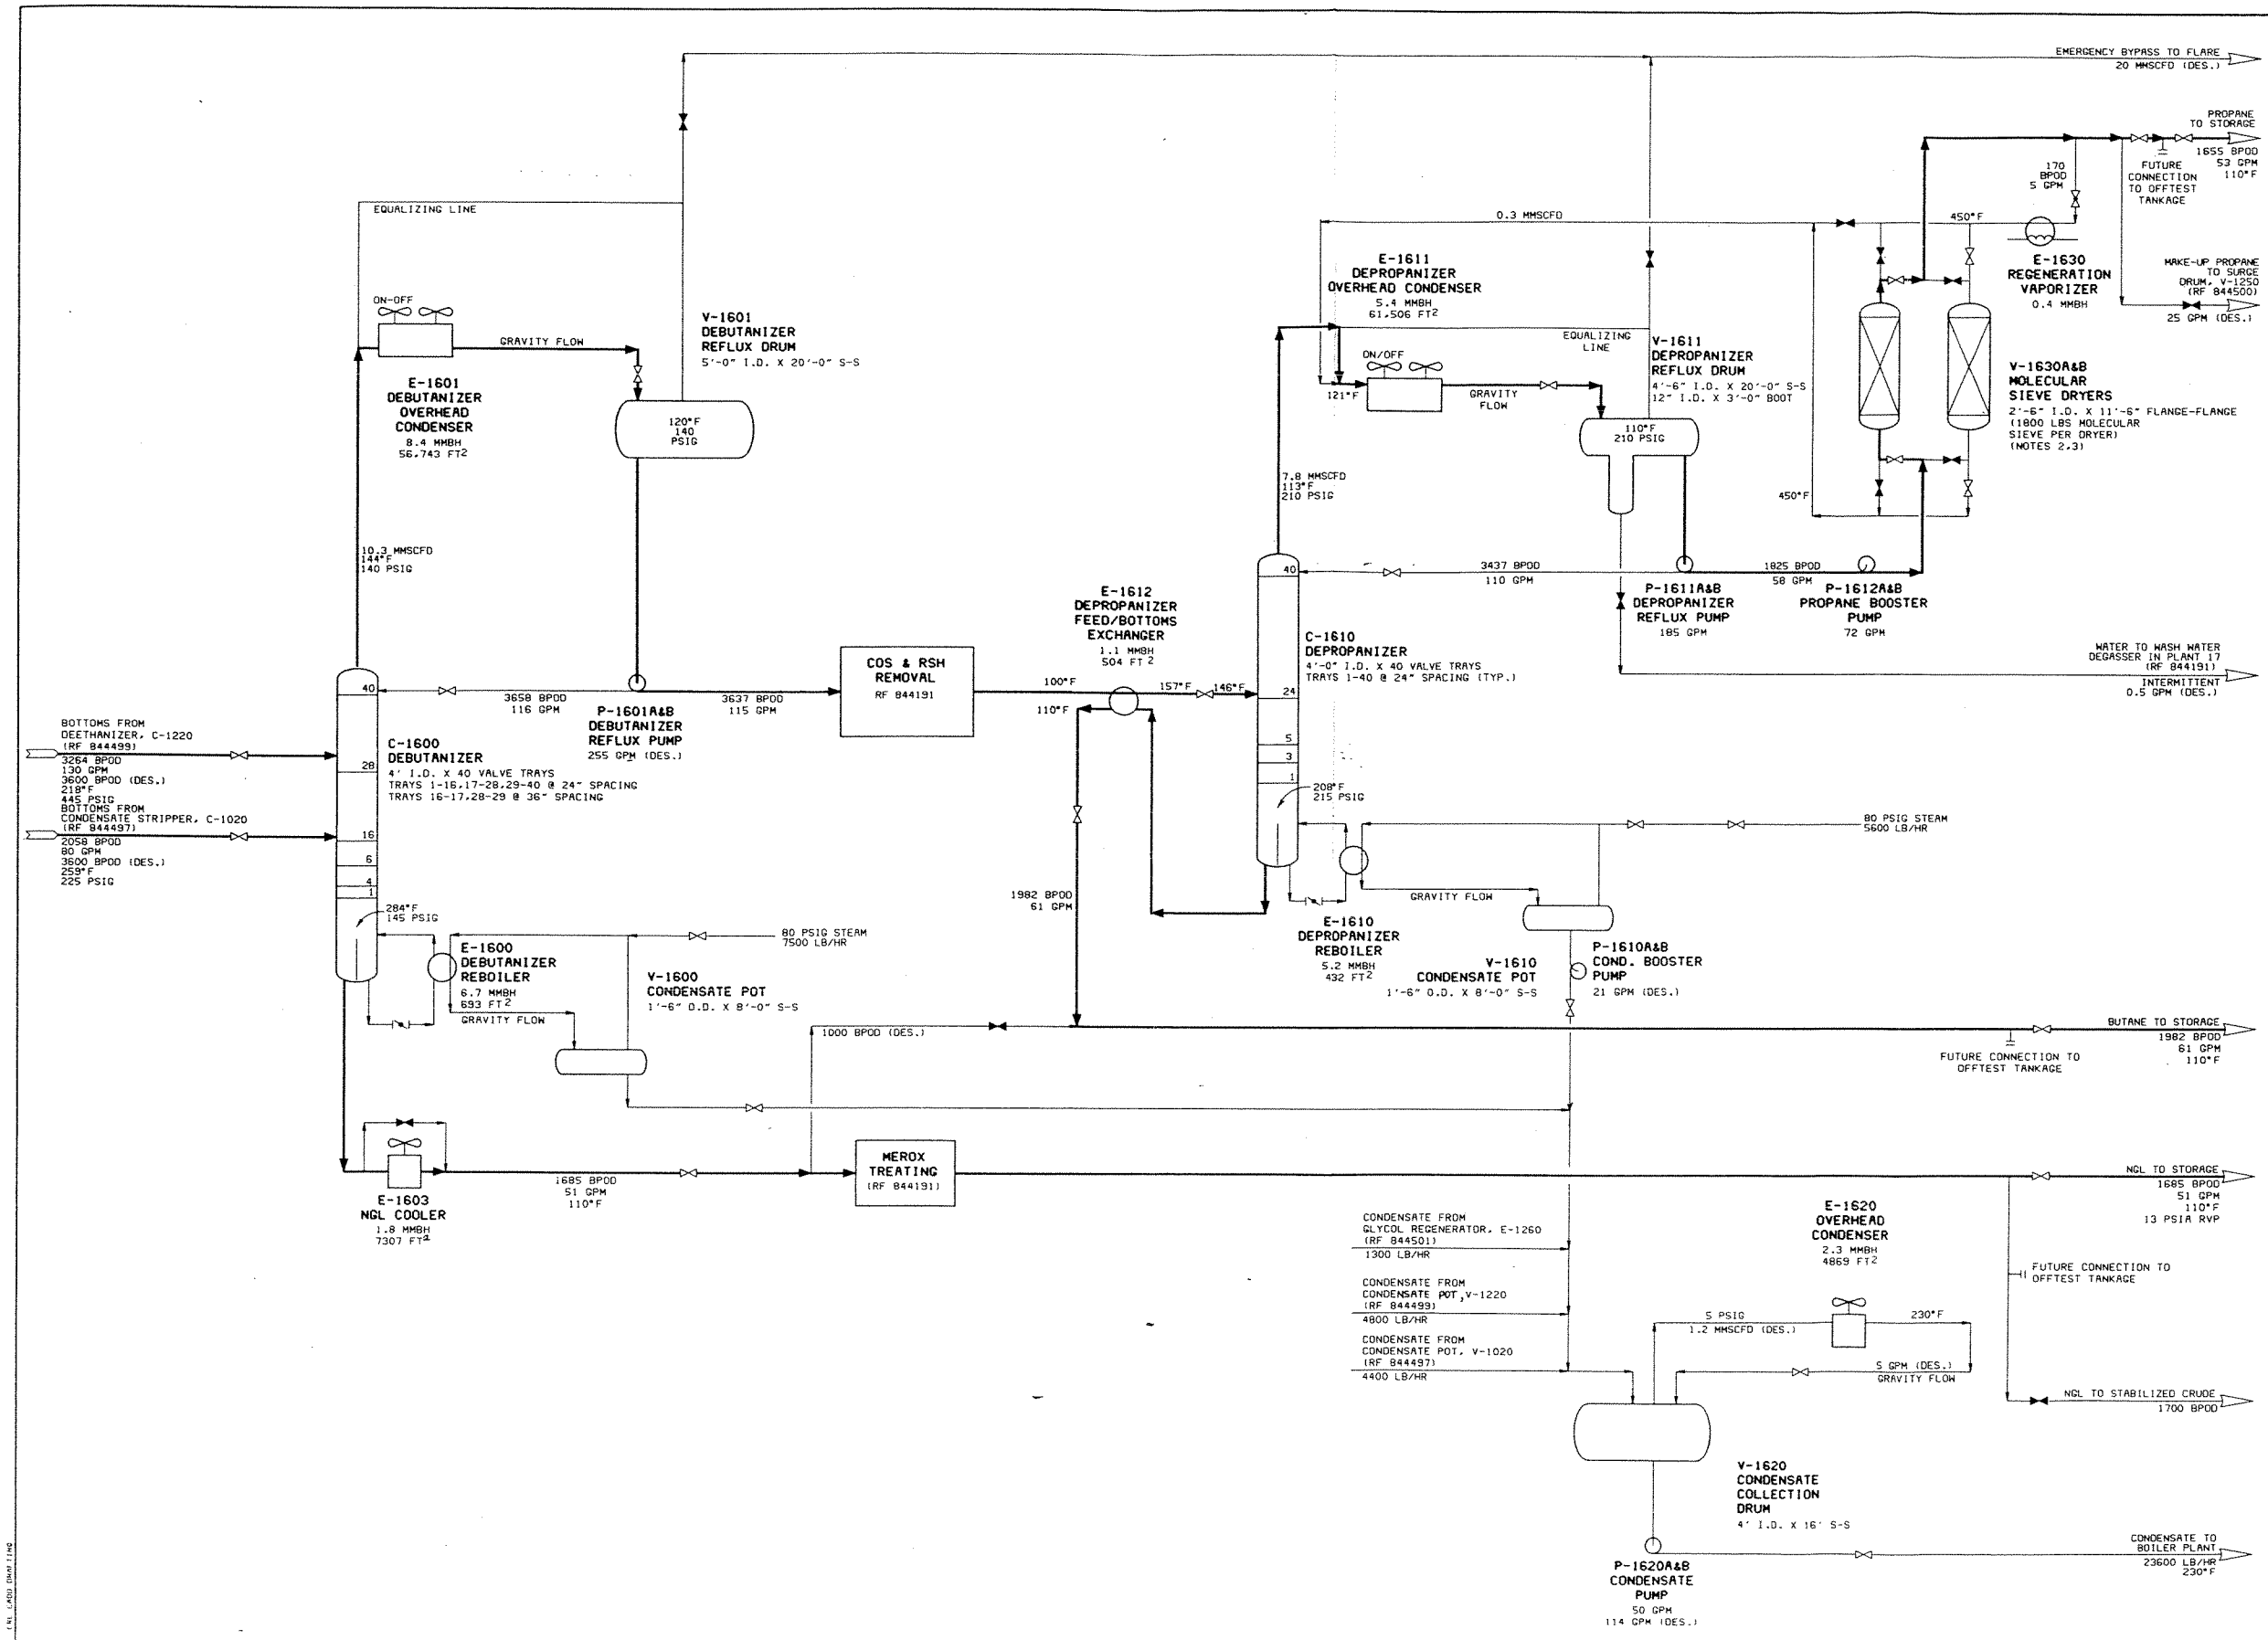 EMERGENCY BYPASS TO FLARE
20 MMSCFD (DES.)
PROPANE
TO STORAGE
1655 BPOD
53 GPM
110°F
FUTURE
CONNECTION
TO OFFTEST
TANKAGE
170
BPOD
5 GPM
EQUALIZING LINE
0.3 MMSCFD
450°F
E-1630
REGENERATION
VAPORIZER
0.4 MMBH
MAKE-UP PROPANE
TO SURGE
DRUM, V-1250
(RF 844500)
25 GPM (DES.)
E-1611
DEPROPANIZER
OVERHEAD CONDENSER
5.4 MMBH
61,506 FT2
ON-OFF
GRAVITY FLOW
V-1601
DEBUTANIZER
REFLUX DRUM
5'-0" I.D. X 20'-0" S-S
E-1601
DEBUTANIZER
OVERHEAD
CONDENSER
8.4 MMBH
56,743 FT2
120°F
140
PSIG
EQUALIZING
LINE
ON/OFF
121°F
GRAVITY
FLOW
V-1611
DEPROPANIZER
REFLUX DRUM
4'-6" I.D. X 20'-0" S-S
12" I.D. X 3'-0" BOOT
110°F
210 PSIG
V-1630A&B
MOLECULAR
SIEVE DRYERS
2'-6" I.D. X 11'-6" FLANGE-FLANGE
(1800 LBS MOLECULAR
SIEVE PER DRYER)
(NOTES 2,3)
450°F
7.8 MMSCFD
113°F
210 PSIG
10.3 MMSCFD
144°F
140 PSIG
40
3437 BPOD
110 GPM
1825 BPOD
58 GPM
P-1611A&B
DEPROPANIZER
REFLUX PUMP
185 GPM
P-1612A&B
PROPANE BOOSTER
PUMP
72 GPM
E-1612
DEPROPANIZER
FEED/BOTTOMS
EXCHANGER
1.1 MMBH
504 FT2
C-1610
DEPROPANIZER
4'-0" I.D. X 40 VALVE TRAYS
TRAYS 1-40 @ 24" SPACING (TYP.)
COS & RSH
REMOVAL
RF 844191
100°F
110°F
157°F
146°F
24
5
3
1
208°F
215 PSIG
WATER TO WASH WATER
DEGASSER IN PLANT 17
(RF 844191)
INTERMITTENT
0.5 GPM (DES.)
40
3658 BPOD
116 GPM
P-1601A&B
DEBUTANIZER
REFLUX PUMP
255 GPM (DES.)
3637 BPOD
115 GPM
BOTTOMS FROM
DEETHANIZER, C-1220
(RF 844499)
3264 BPOD
130 GPM
3600 BPOD (DES.)
218°F
445 PSIG
BOTTOMS FROM
CONDENSATE STRIPPER, C-1020
(RF 844497)
2058 BPOD
80 GPM
3600 BPOD (DES.)
259°F
225 PSIG
C-1600
DEBUTANIZER
4' I.D. X 40 VALVE TRAYS
TRAYS 1-16,17-28,29-40 @ 24" SPACING
TRAYS 16-17,28-29 @ 36" SPACING
28
16
6
4
1
284°F
145 PSIG
80 PSIG STEAM
7500 LB/HR
80 PSIG STEAM
5600 LB/HR
E-1600
DEBUTANIZER
REBOILER
6.7 MMBH
693 FT2
GRAVITY FLOW
V-1600
CONDENSATE POT
1'-6" O.D. X 8'-0" S-S
1982 BPOD
61 GPM
GRAVITY FLOW
E-1610
DEPROPANIZER
REBOILER
5.2 MMBH
432 FT2
V-1610
CONDENSATE POT
1'-6" O.D. X 8'-0" S-S
P-1610A&B
COND. BOOSTER
PUMP
21 GPM (DES.)
1000 BPOD (DES.)
BUTANE TO STORAGE
1982 BPOD
61 GPM
110°F
FUTURE CONNECTION TO
OFFTEST TANKAGE
E-1603
NGL COOLER
1.8 MMBH
7307 FT2
1685 BPOD
51 GPM
110°F
MEROX
TREATING
(RF 844191)
NGL TO STORAGE
1685 BPOD
51 GPM
110°F
13 PSIA RVP
CONDENSATE FROM
GLYCOL REGENERATOR, E-1260
(RF 844501)
1300 LB/HR
CONDENSATE FROM
CONDENSATE POT, V-1220
(RF 844499)
4800 LB/HR
CONDENSATE FROM
CONDENSATE POT, V-1020
(RF 844497)
4400 LB/HR
E-1620
OVERHEAD
CONDENSER
2.3 MMBH
4869 FT2
FUTURE CONNECTION TO
OFFTEST TANKAGE
5 PSIG
1.2 MMSCFD (DES.)
230°F
5 GPM (DES.)
GRAVITY FLOW
NGL TO STABILIZED CRUDE
1700 BPOD
V-1620
CONDENSATE
COLLECTION
DRUM
4' I.D. X 16' S-S
P-1620A&B
CONDENSATE
PUMP
50 GPM
114 GPM (DES.)
CONDENSATE TO
BOILER PLANT
23600 LB/HR
230°F